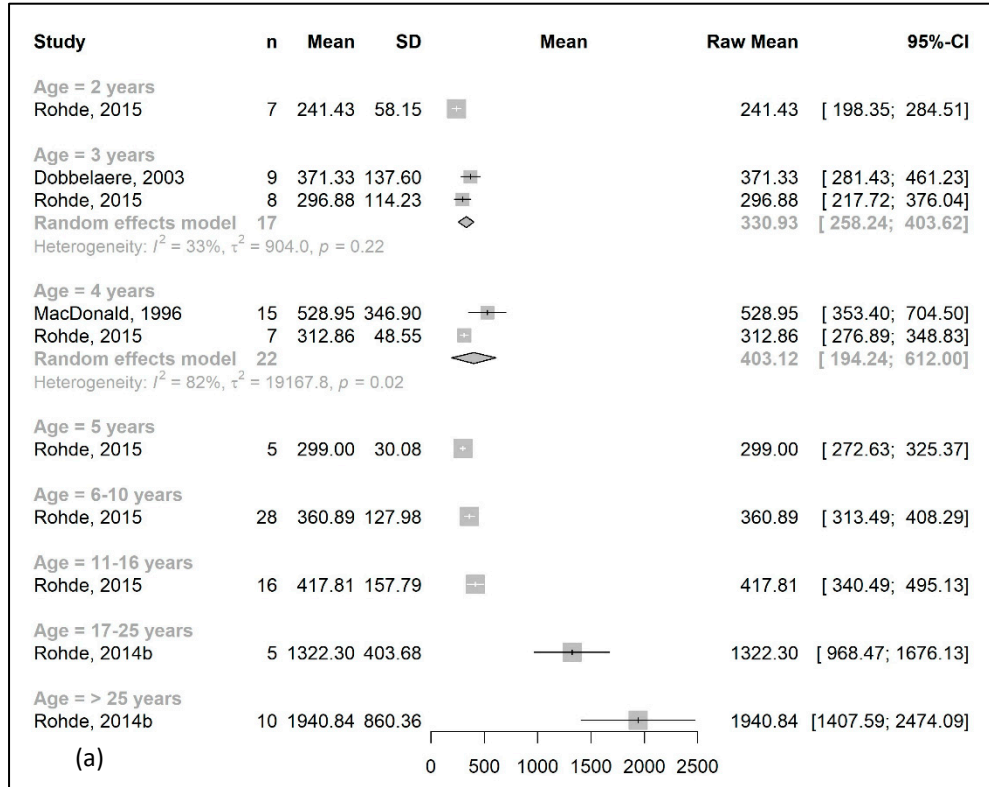 Study n Mean SD Mean Raw Mean 95%-CI
Age = 2 years
Rohde, 2015 7 241.43 58.15 241.43 [ 198.35; 284.51]
Age = 3 years
Dobbelaere, 2003 9 371.33 137.60 371.33 [ 281.43; 461.23]
Rohde, 2015 8 296.88 114.23 296.88 [ 217.72; 376.04]
Random effects model 17 330.93 [ 258.24; 403.62]
Heterogeneity: I² = 33%, τ² = 904.0, p = 0.22
Age = 4 years
MacDonald, 1996 15 528.95 346.90 528.95 [ 353.40; 704.50]
Rohde, 2015 7 312.86 48.55 312.86 [ 276.89; 348.83]
Random effects model 22 403.12 [ 194.24; 612.00]
Heterogeneity: I² = 82%, τ² = 19167.8, p = 0.02
Age = 5 years
Rohde, 2015 5 299.00 30.08 299.00 [ 272.63; 325.37]
Age = 6-10 years
Rohde, 2015 28 360.89 127.98 360.89 [ 313.49; 408.29]
Age = 11-16 years
Rohde, 2015 16 417.81 157.79 417.81 [ 340.49; 495.13]
Age = 17-25 years
Rohde, 2014b 5 1322.30 403.68 1322.30 [ 968.47; 1676.13]
Age = > 25 years
Rohde, 2014b 10 1940.84 860.36 1940.84 [1407.59; 2474.09]
(a)
0 500 1000 1500 2000 2500